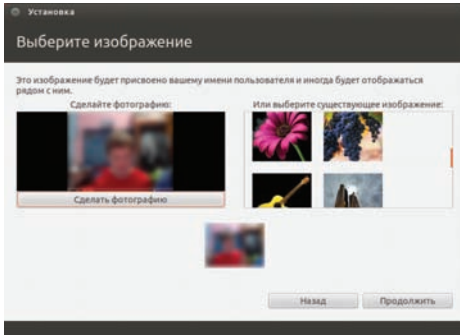 Установка
Выберите изображение
Это изображение будет присвоено вашему имени пользователя и иногда будет отображаться
рядом с ним.
Сделайте фотографию:
Или выберите существующее изображение:
Сделать фотографию
Назад
Продолжить